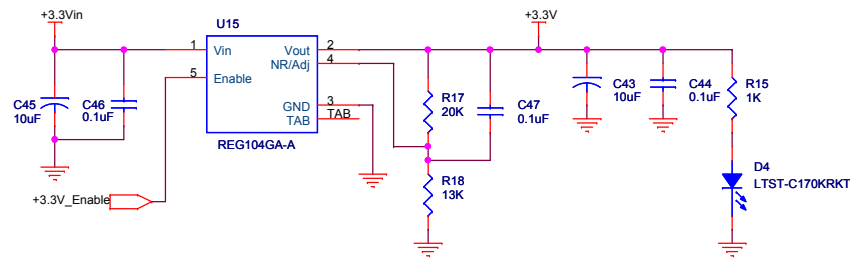 +3.3Vin
+3.3V
U15
1 Vin Vout 2
NR/Adj 4
5 Enable
GND 3
TAB TAB
REG104GA-A
C45
10uF
C46
0.1uF
R17
20K
C47
0.1uF
C43
10uF
C44
0.1uF
R15
1K
R18
13K
D4
LTST-C170KRKT
+3.3V_Enable